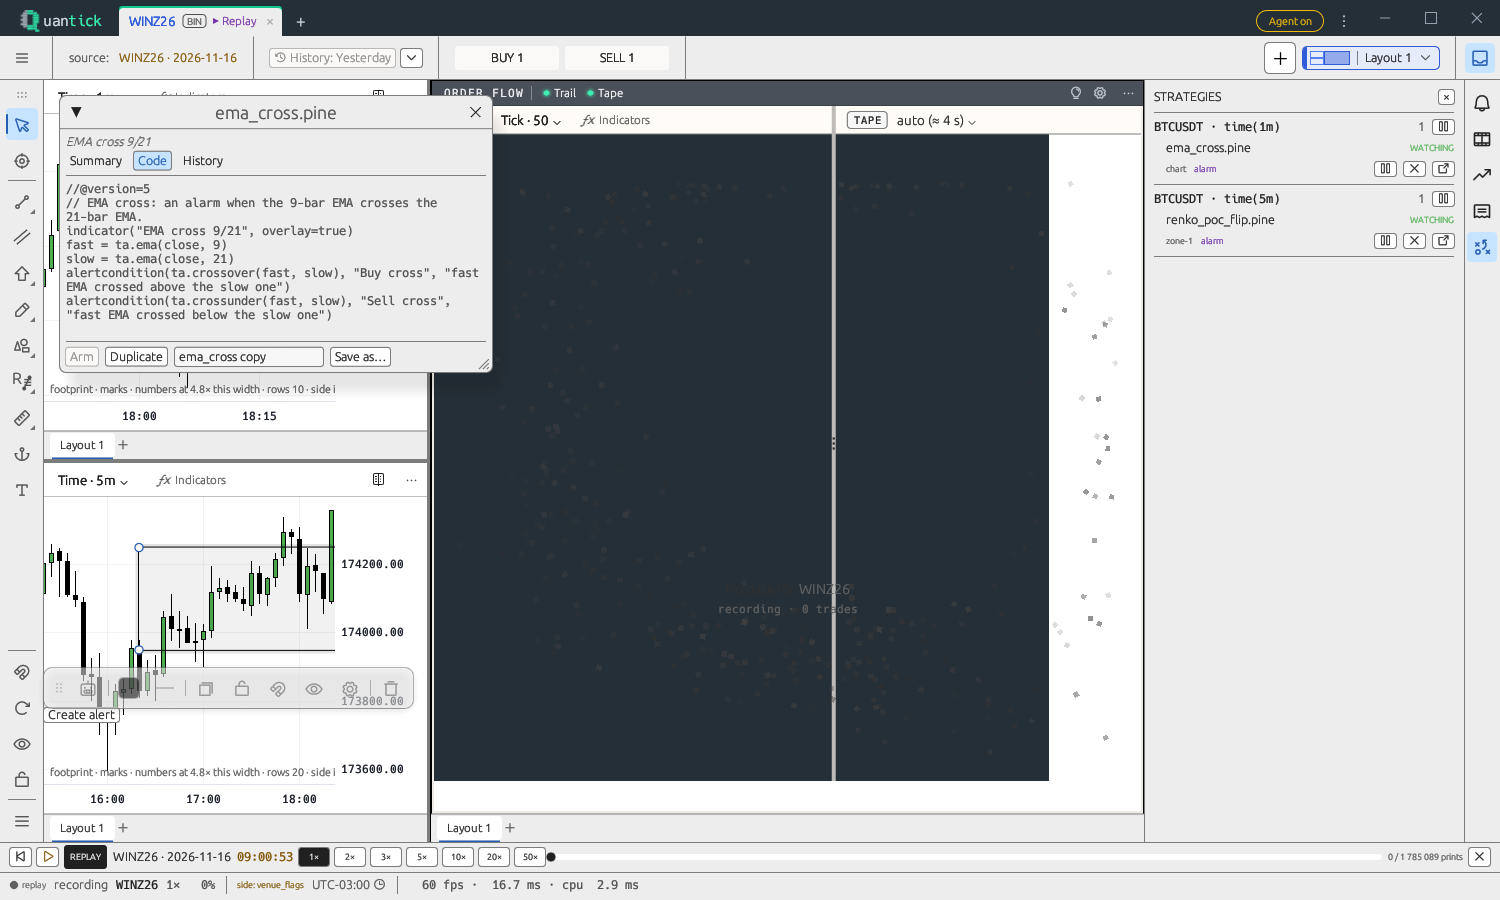 Quantick
WINZ26 BIN Replay × +
Agent on
source: WINZ26 · 2026-11-16
History: Yesterday
BUY 1
SELL 1
Layout 1
ORDER FLOW
Trail
Tape
Tick · 50
fx Indicators
TAPE auto (≈ 4 s)
ema_cross.pine
EMA cross 9/21
Summary Code History
//@version=5
// EMA cross: an alarm when the 9-bar EMA crosses the
21-bar EMA.
indicator("EMA cross 9/21", overlay=true)
fast = ta.ema(close, 9)
slow = ta.ema(close, 21)
alertcondition(ta.crossover(fast, slow), "Buy cross", "fast
EMA crossed above the slow one")
alertcondition(ta.crossunder(fast, slow), "Sell cross",
"fast EMA crossed below the slow one")
Arm Duplicate ema_cross copy Save as...
footprint · marks · numbers at 4.8× this width · rows 10 · side i
18:00 18:15
Layout 1 +
Time · 5m
fx Indicators
174200.00
174000.00
173800.00
Create alert
footprint · marks · numbers at 4.8× this width · rows 20 · side i
173600.00
16:00 17:00 18:00
Layout 1 +
WINZ26
recording · 0 trades
Layout 1 +
STRATEGIES
BTCUSDT · time(1m) 1
ema_cross.pine WATCHING
chart alarm
BTCUSDT · time(5m) 1
renko_poc_flip.pine WATCHING
zone-1 alarm
REPLAY WINZ26 · 2026-11-16 09:00:53 1× 2× 3× 5× 10× 20× 50× 0 / 1 785 089 prints
replay recording WINZ26 1× 0% side: venue_flags UTC-03:00 60 fps · 16.7 ms · cpu 2.9 ms